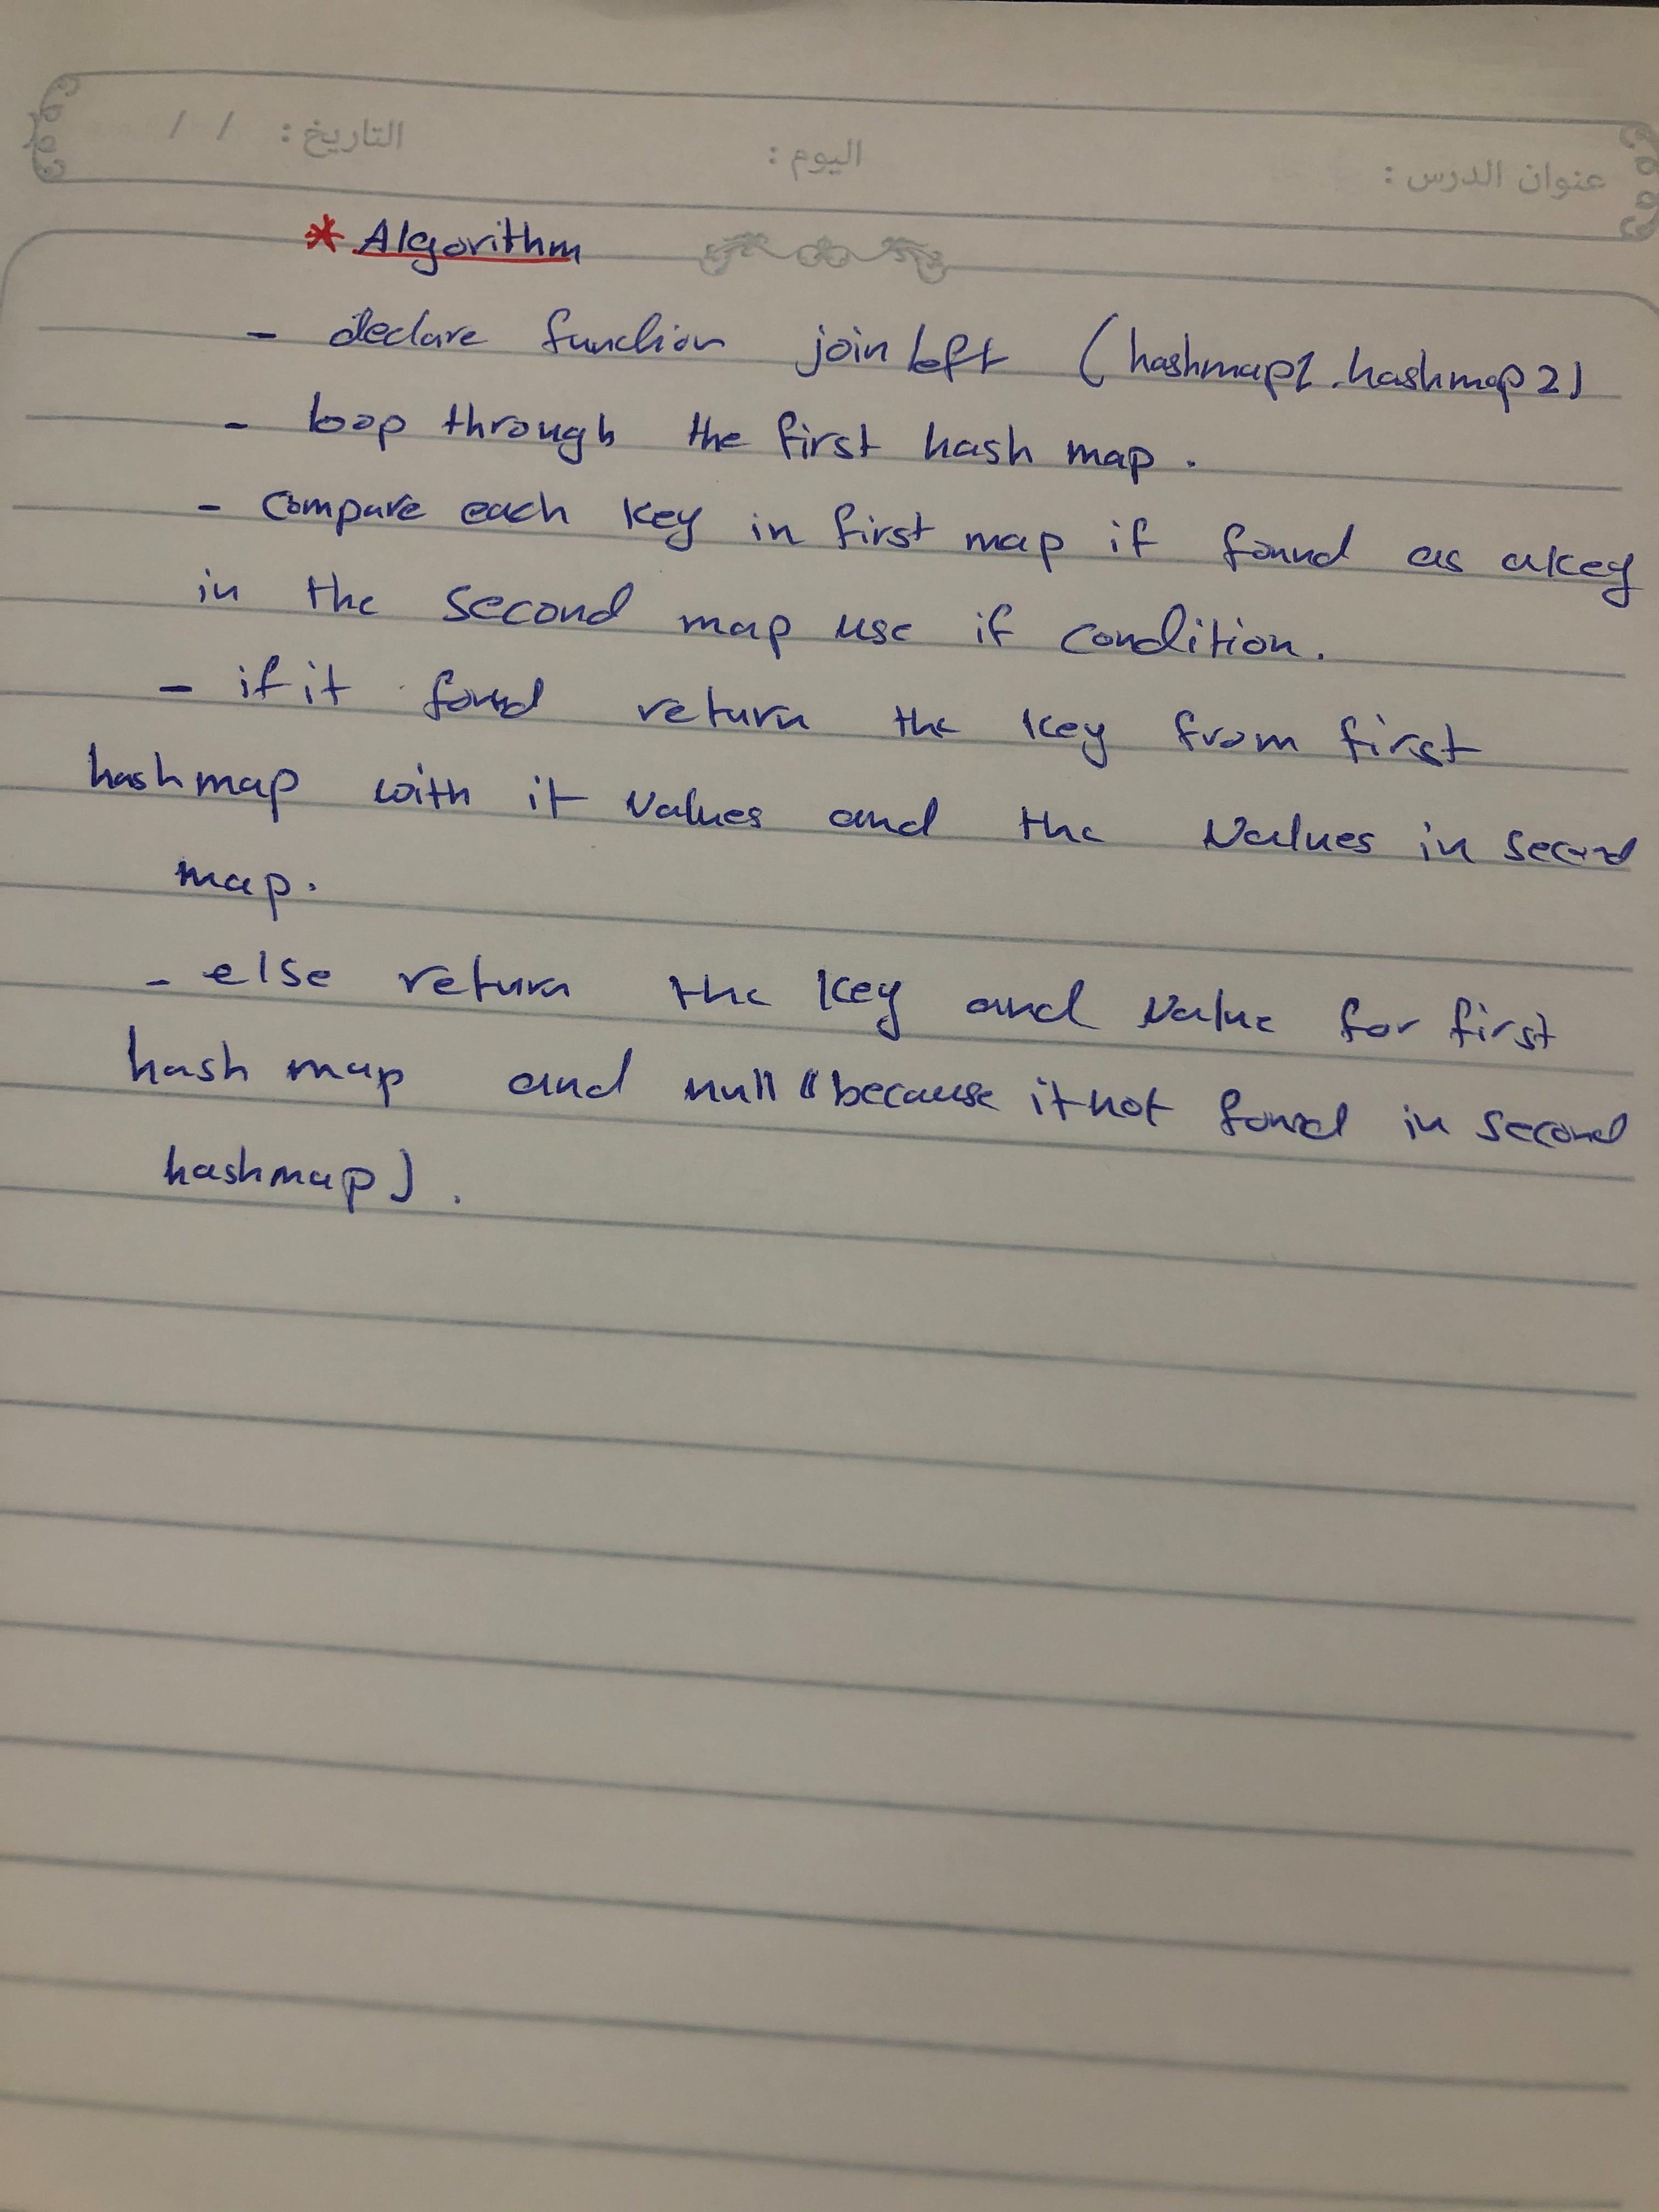 عنوان الدرس : اليوم : التاريخ : / /
* Algorithm
- declare function join left (hashmap1, hashmap2)
- loop through the first hash map.
- Compare each key in first map if found as a key
in the second map use if condition.
- if it found return the key from first
hashmap with it values and the values in second
map.
- else return the key and value for first
hash map and null "because it not found in second
hashmap).